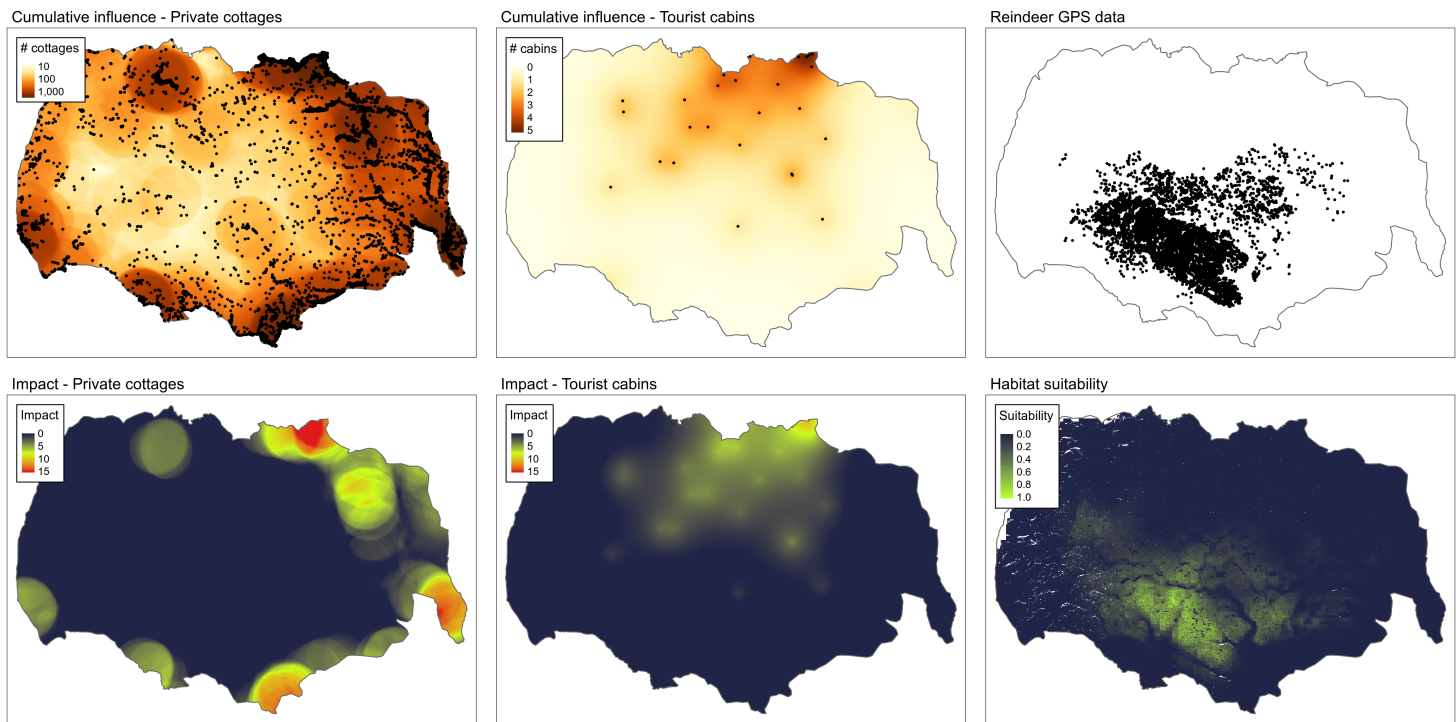 Cumulative influence - Private cottages
# cottages
10
100
1,000
Cumulative influence - Tourist cabins
# cabins
0
1
2
3
4
5
Reindeer GPS data
Impact - Private cottages
Impact
0
5
10
15
Impact - Tourist cabins
Impact
0
5
10
15
Habitat suitability
Suitability
0.0
0.2
0.4
0.6
0.8
1.0